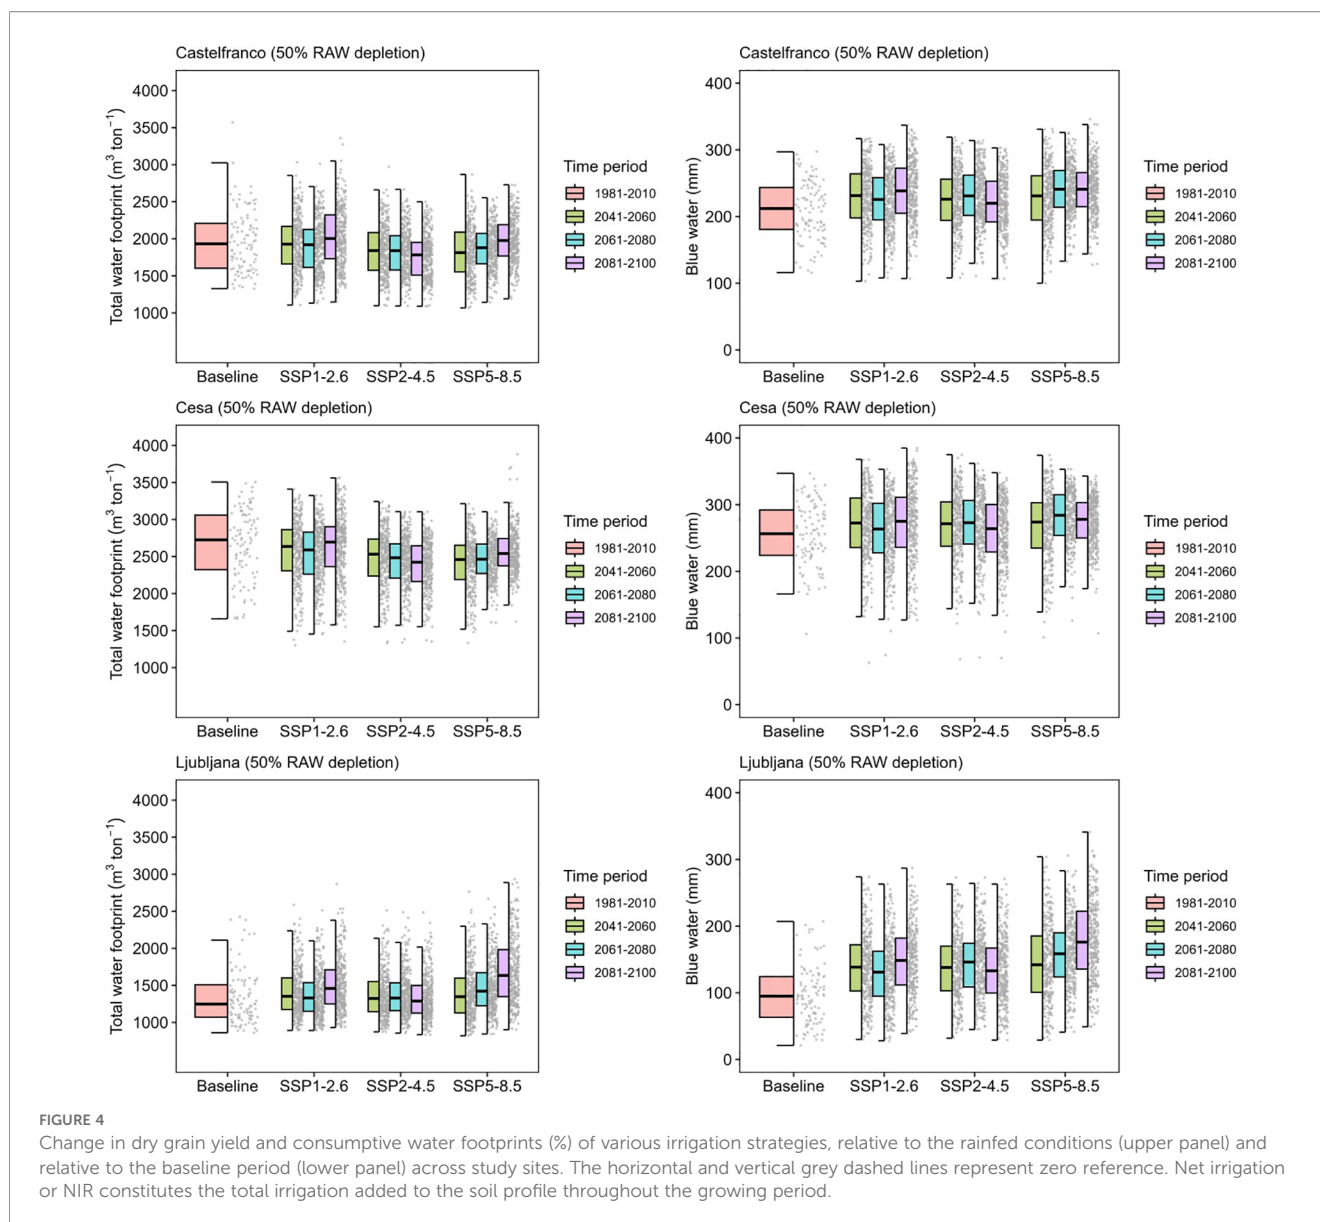 Castelfranco (50% RAW depletion)
Total water footprint (m³ ton⁻¹)
4000
3500
3000
2500
2000
1500
1000
Baseline
SSP1-2.6
SSP2-4.5
SSP5-8.5
Time period
1981-2010
2041-2060
2061-2080
2081-2100
Castelfranco (50% RAW depletion)
Blue water (mm)
400
300
200
100
0
Baseline
SSP1-2.6
SSP2-4.5
SSP5-8.5
Time period
1981-2010
2041-2060
2061-2080
2081-2100
Cesa (50% RAW depletion)
Total water footprint (m³ ton⁻¹)
4000
3500
3000
2500
2000
1500
1000
Baseline
SSP1-2.6
SSP2-4.5
SSP5-8.5
Time period
1981-2010
2041-2060
2061-2080
2081-2100
Cesa (50% RAW depletion)
Blue water (mm)
400
300
200
100
0
Baseline
SSP1-2.6
SSP2-4.5
SSP5-8.5
Time period
1981-2010
2041-2060
2061-2080
2081-2100
Ljubljana (50% RAW depletion)
Total water footprint (m³ ton⁻¹)
4000
3500
3000
2500
2000
1500
1000
Baseline
SSP1-2.6
SSP2-4.5
SSP5-8.5
Time period
1981-2010
2041-2060
2061-2080
2081-2100
Ljubljana (50% RAW depletion)
Blue water (mm)
400
300
200
100
0
Baseline
SSP1-2.6
SSP2-4.5
SSP5-8.5
Time period
1981-2010
2041-2060
2061-2080
2081-2100
FIGURE 4
Change in dry grain yield and consumptive water footprints (%) of various irrigation strategies, relative to the rainfed conditions (upper panel) and
relative to the baseline period (lower panel) across study sites. The horizontal and vertical grey dashed lines represent zero reference. Net irrigation
or NIR constitutes the total irrigation added to the soil profile throughout the growing period.